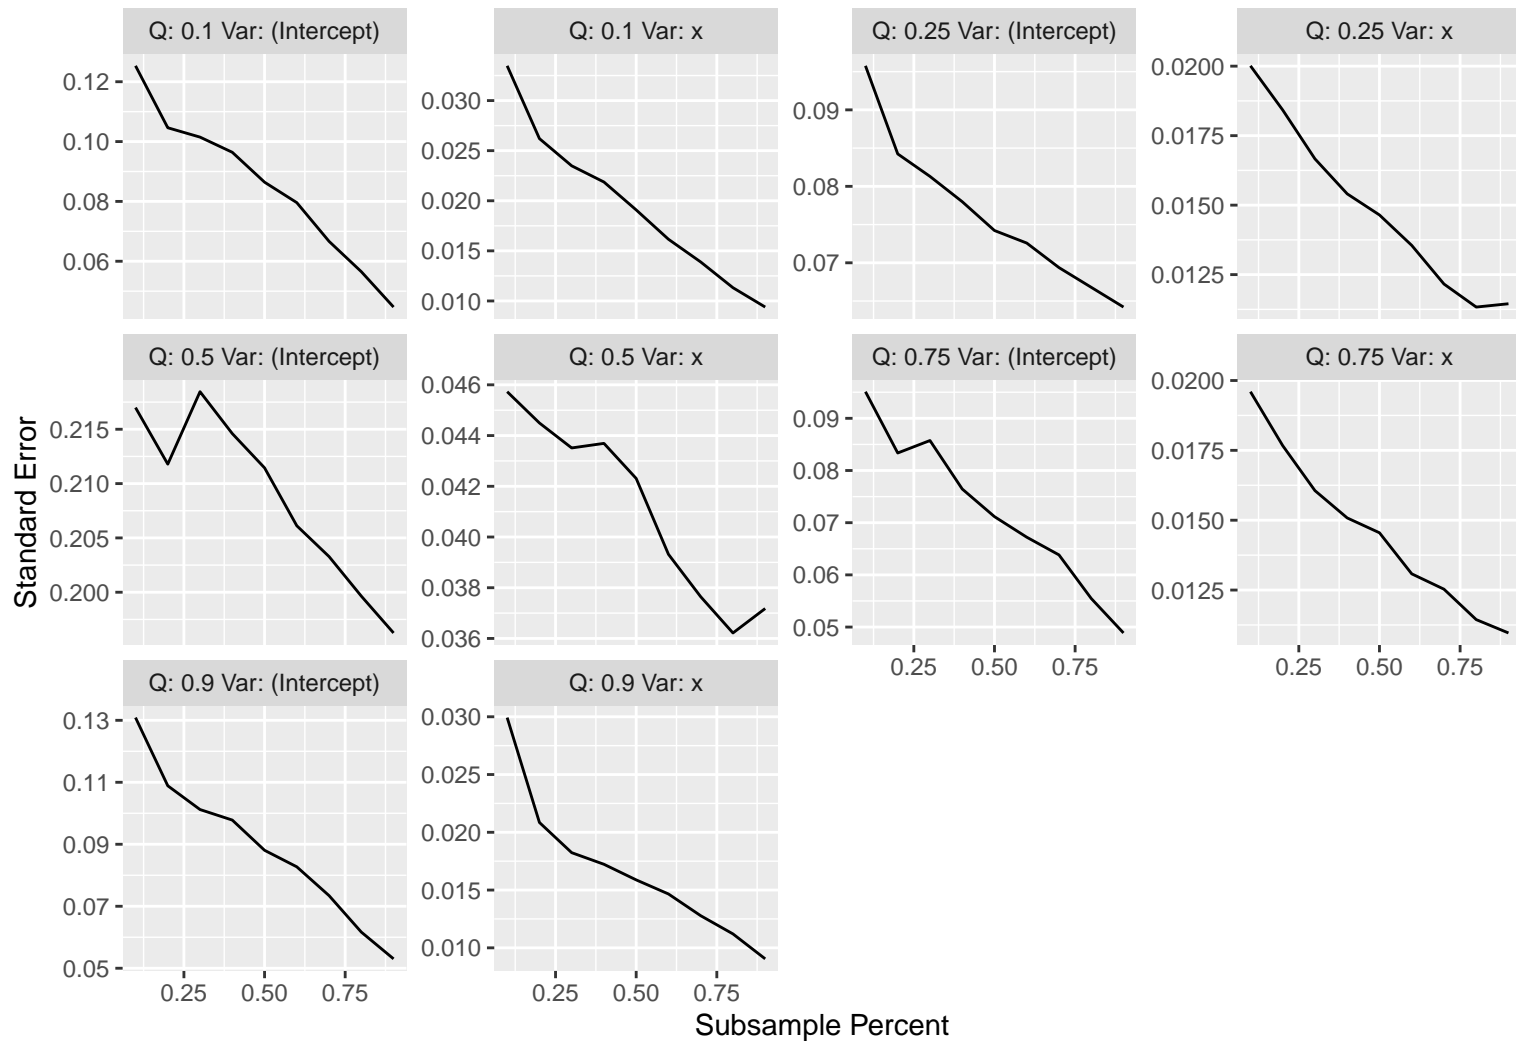 Q: 0.1 Var: (Intercept)
Q: 0.1 Var: x
Q: 0.25 Var: (Intercept)
Q: 0.25 Var: x
0.12
0.10
0.08
0.06
0.030
0.025
0.020
0.015
0.010
0.09
0.08
0.07
0.0200
0.0175
0.0150
0.0125
Standard Error
Q: 0.5 Var: (Intercept)
Q: 0.5 Var: x
Q: 0.75 Var: (Intercept)
Q: 0.75 Var: x
0.215
0.210
0.205
0.200
0.046
0.044
0.042
0.040
0.038
0.036
0.09
0.08
0.07
0.06
0.05
0.0200
0.0175
0.0150
0.0125
0.25 0.50 0.75
0.25 0.50 0.75
Q: 0.9 Var: (Intercept)
Q: 0.9 Var: x
0.13
0.11
0.09
0.07
0.05
0.030
0.025
0.020
0.015
0.010
0.25 0.50 0.75
0.25 0.50 0.75
Subsample Percent